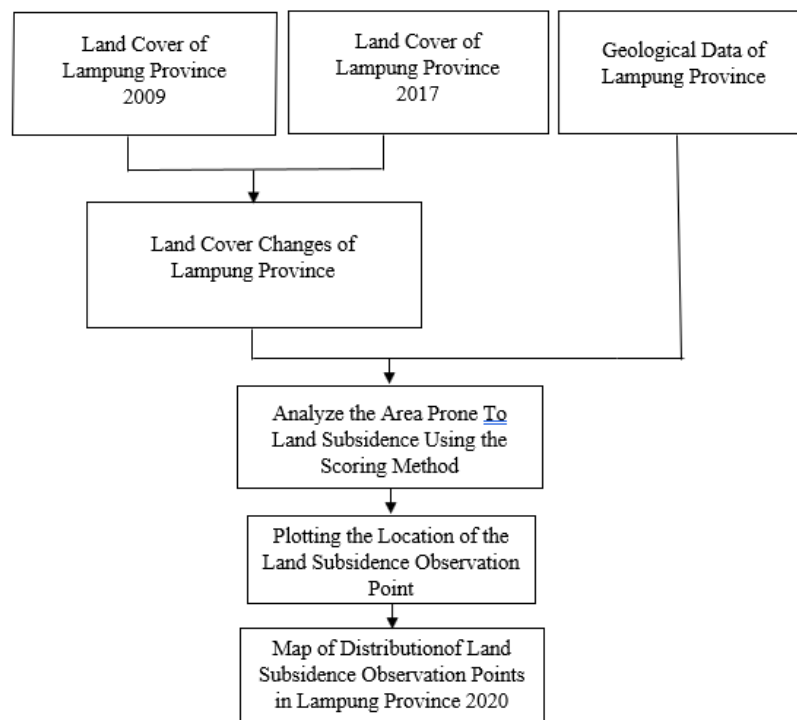 Land Cover of
Lampung Province
2009
Land Cover of
Lampung Province
2017
Geological Data of
Lampung Province
Land Cover Changes of
Lampung Province
Analyze the Area Prone To
Land Subsidence Using the
Scoring Method
Plotting the Location of the
Land Subsidence Observation
Point
Map of Distributionof Land
Subsidence Observation Points
in Lampung Province 2020